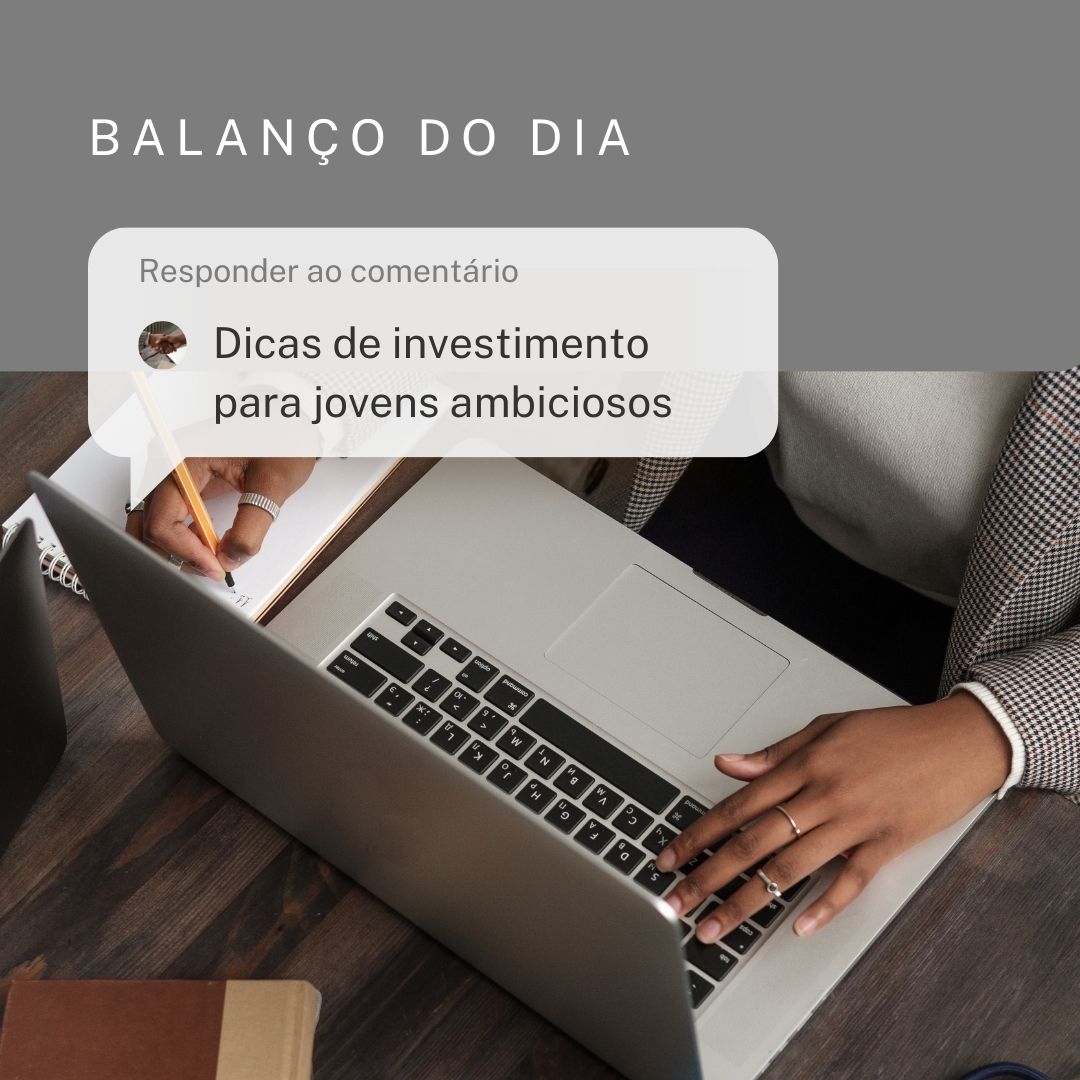 BALANÇO DO DIA
Responder ao comentário
Dicas de investimento
para jovens ambiciosos